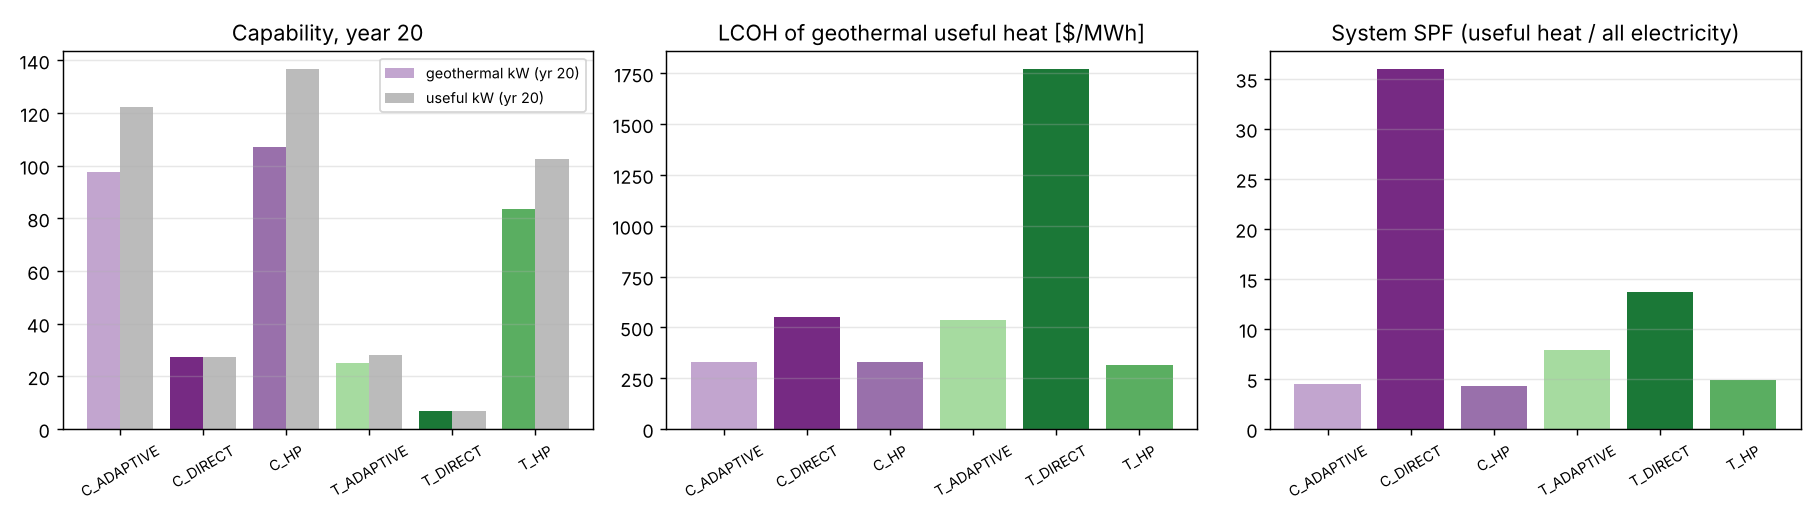 Capability, year 20
140
120
100
80
60
40
20
0
geothermal kW (yr 20)
useful kW (yr 20)
C_ADAPTIVE
C_DIRECT
C_HP
T_ADAPTIVE
T_DIRECT
T_HP
LCOH of geothermal useful heat [$/MWh]
1750
1500
1250
1000
750
500
250
0
C_ADAPTIVE
C_DIRECT
C_HP
T_ADAPTIVE
T_DIRECT
T_HP
System SPF (useful heat / all electricity)
35
30
25
20
15
10
5
0
C_ADAPTIVE
C_DIRECT
C_HP
T_ADAPTIVE
T_DIRECT
T_HP